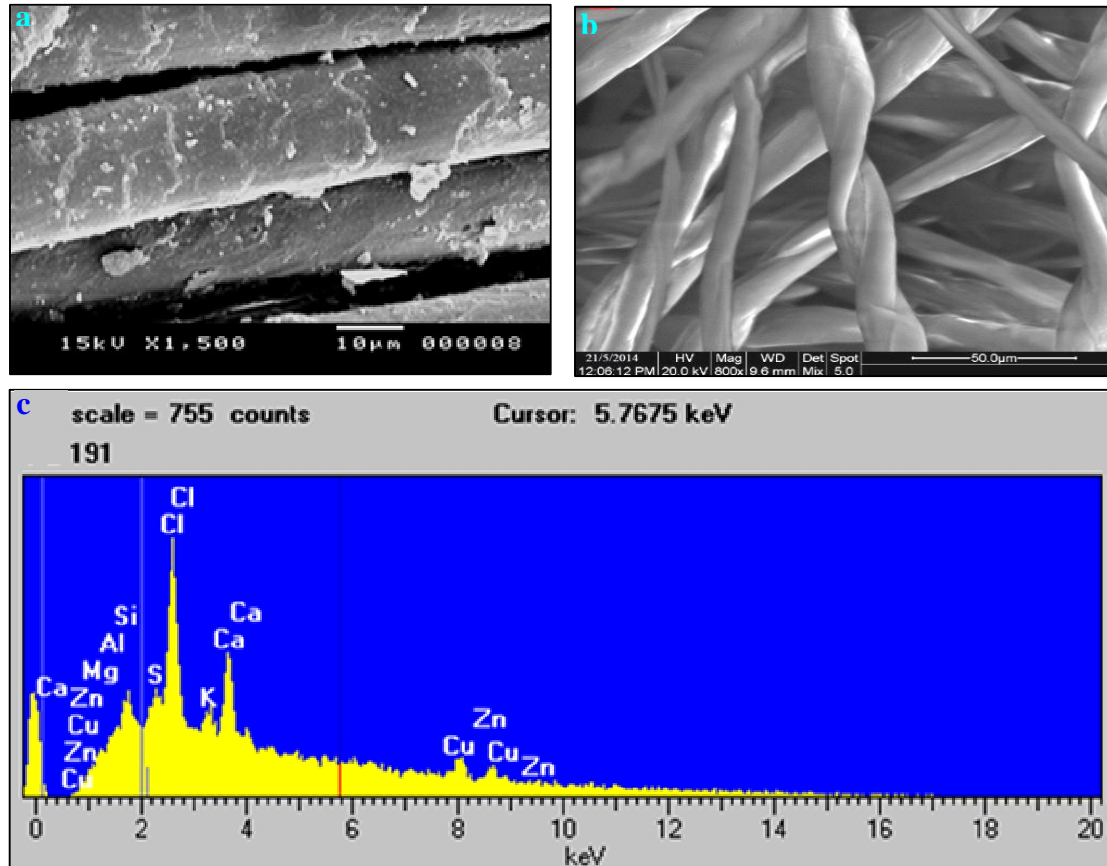 a
15kV X1,500 10µm 000008
b
21/5/2014 HV Mag WD Det Spot
12:06:12 PM 20.0 kV 800x 9.6 mm Mix 5.0
50.0µm
c
scale = 755 counts Cursor: 5.7675 keV
191
Cl
Cl
Si
Ca
Al
Ca
Mg
S
K
Ca
Zn
Zn
Cu
Cu
Cu
Zn
Zn
Cu
0 2 4 6 8 10 12 14 16 18 20
keV